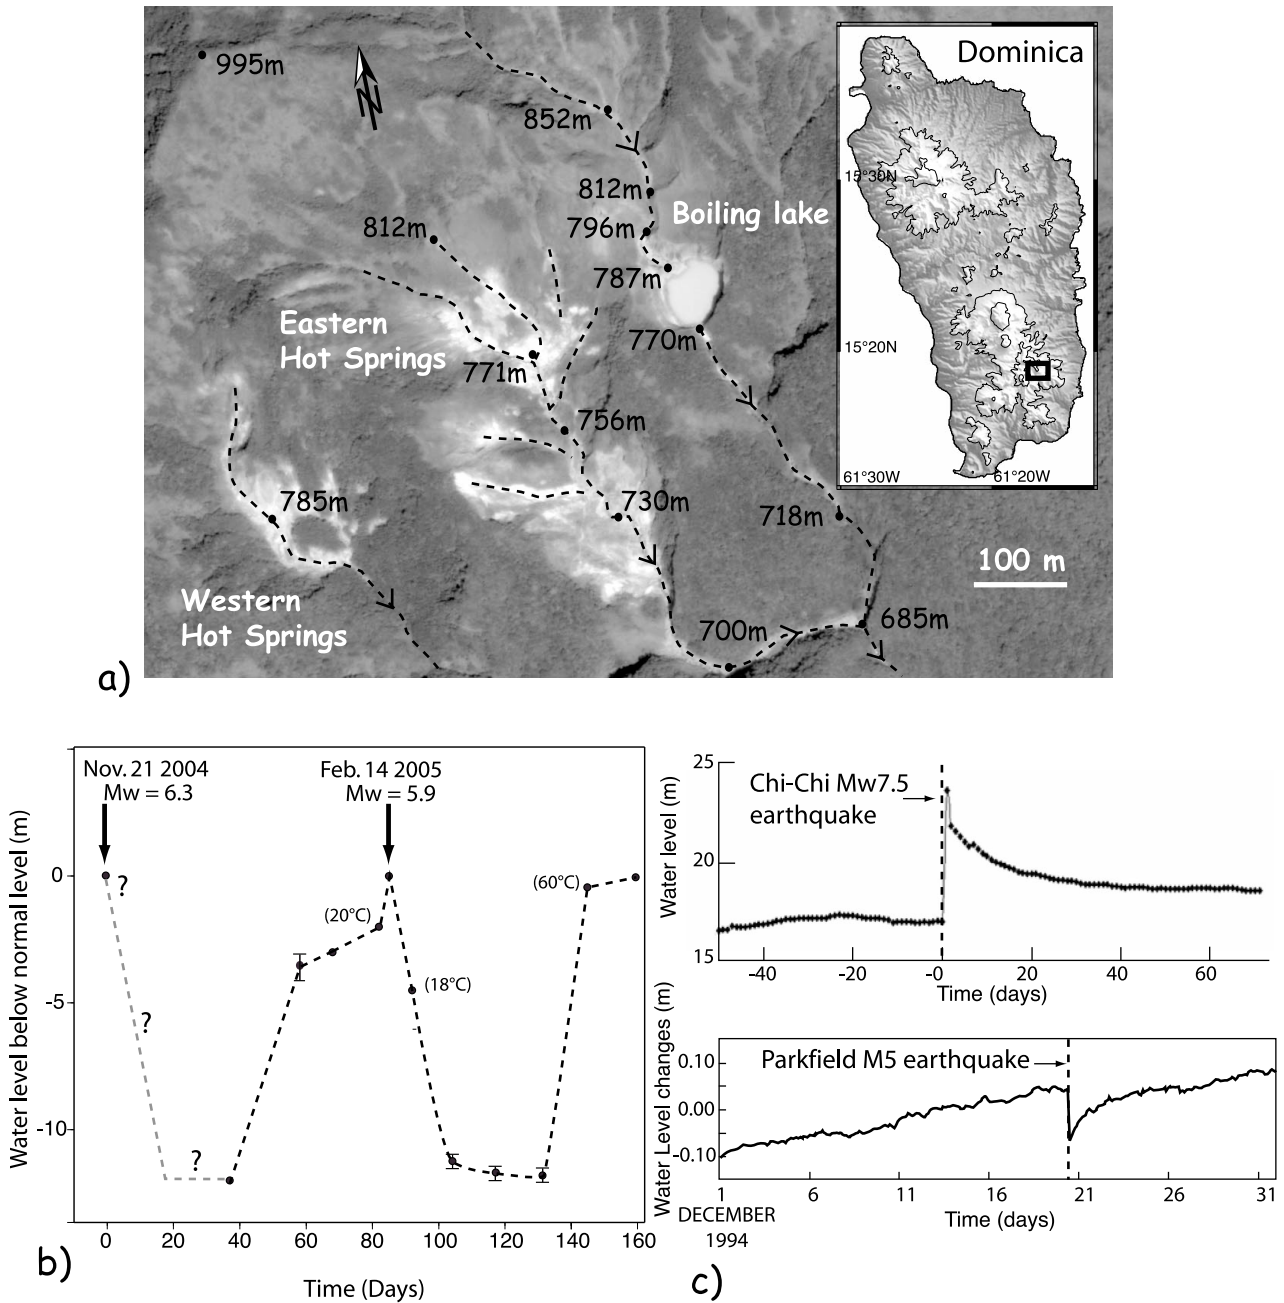 Dominica
15°30N
15°20N
61°30W
61°20W
995m
N
852m
812m
796m
Boiling lake
812m
787m
Eastern
Hot Springs
770m
771m
756m
785m
730m
718m
100 m
Western
Hot Springs
700m
685m
a)
Nov. 21 2004
Mw = 6.3
Feb. 14 2005
Mw = 5.9
Water level below normal level (m)
0
-5
-10
?
?
?
(20°C)
(18°C)
(60°C)
0
20
40
60
80
100
120
140
160
Time (Days)
b)
25
20
15
Water level (m)
Chi-Chi Mw7.5
earthquake
-40
-20
-0
20
40
60
Time (days)
Water Level changes (m)
0.10
0.00
-0.10
Parkfield M5 earthquake
1
6
11
16
21
26
31
DECEMBER
1994
Time (days)
c)